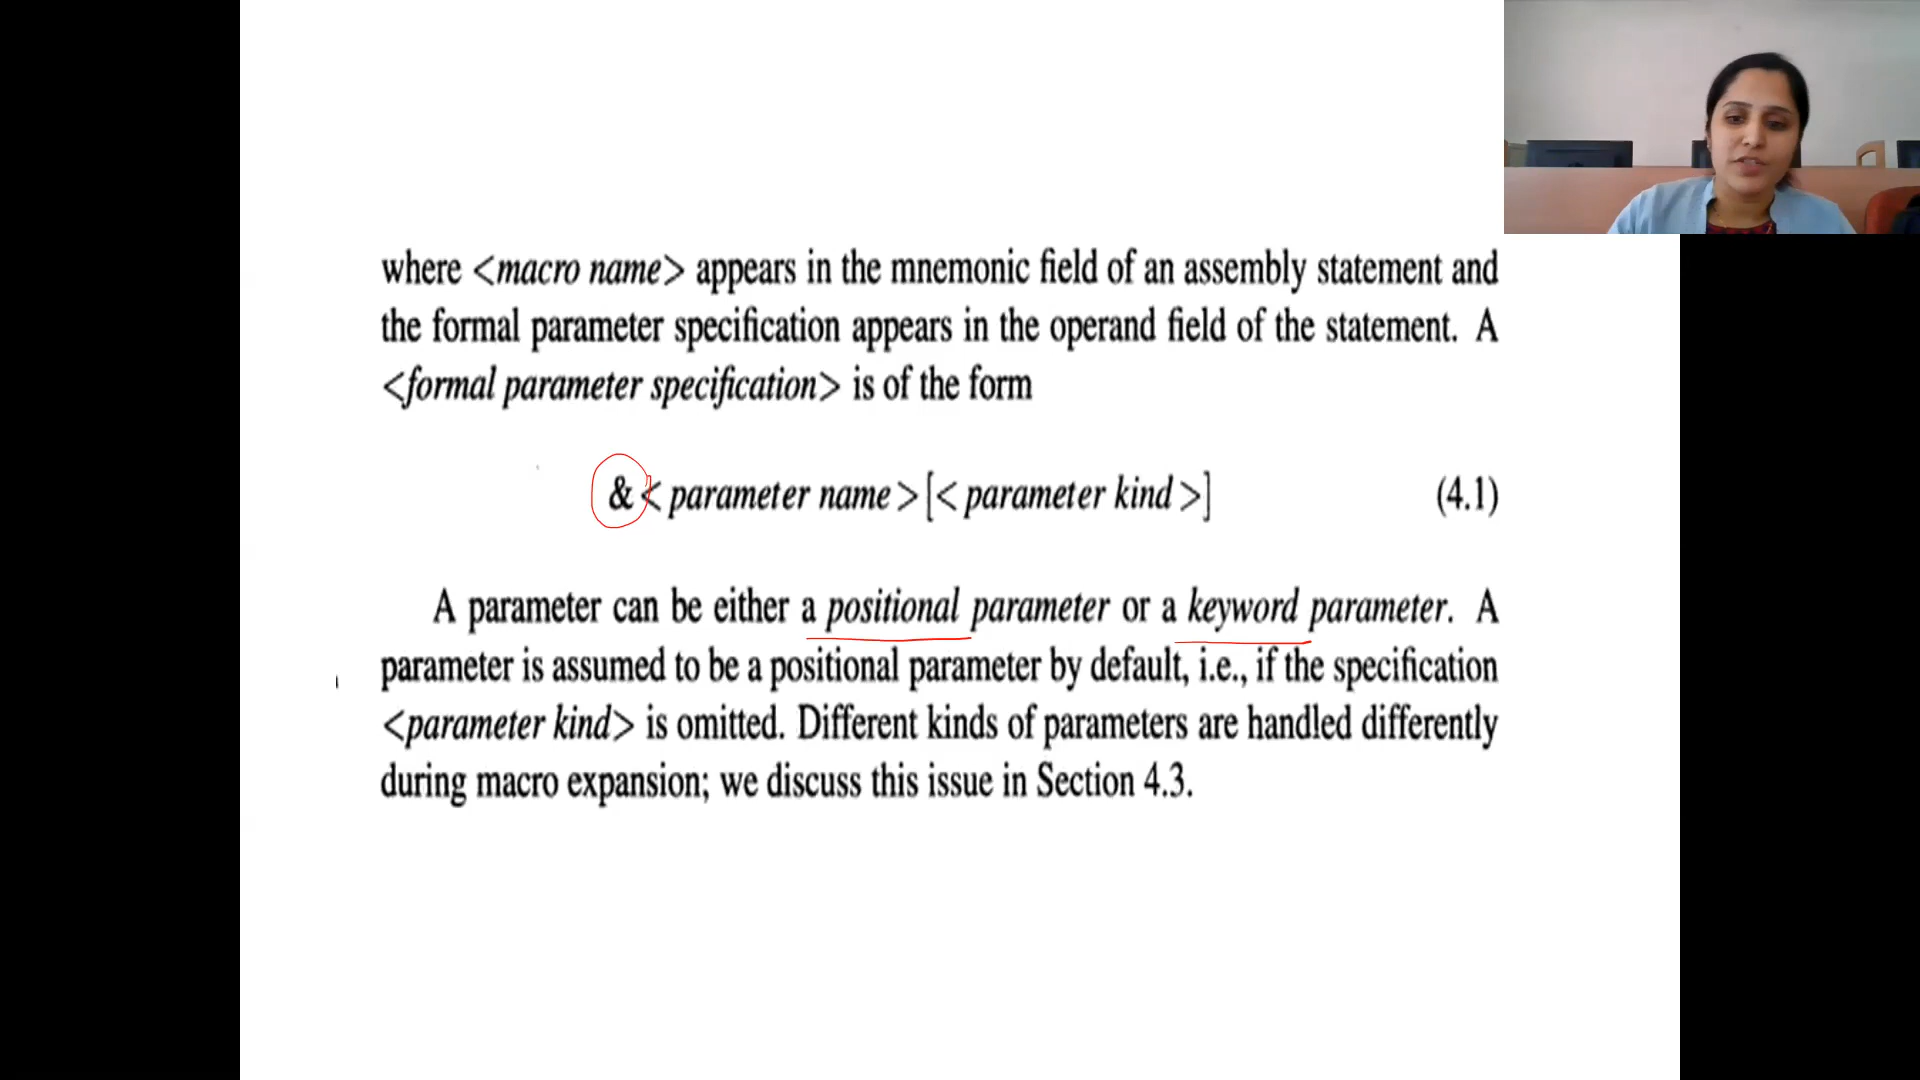 where <macro name> appears in the mnemonic field of an assembly statement and
the formal parameter specification appears in the operand field of the statement. A
<formal parameter specification> is of the form
& < parameter name > [< parameter kind >] (4.1)
A parameter can be either a positional parameter or a keyword parameter. A
parameter is assumed to be a positional parameter by default, i.e., if the specification
<parameter kind> is omitted. Different kinds of parameters are handled differently
during macro expansion; we discuss this issue in Section 4.3.